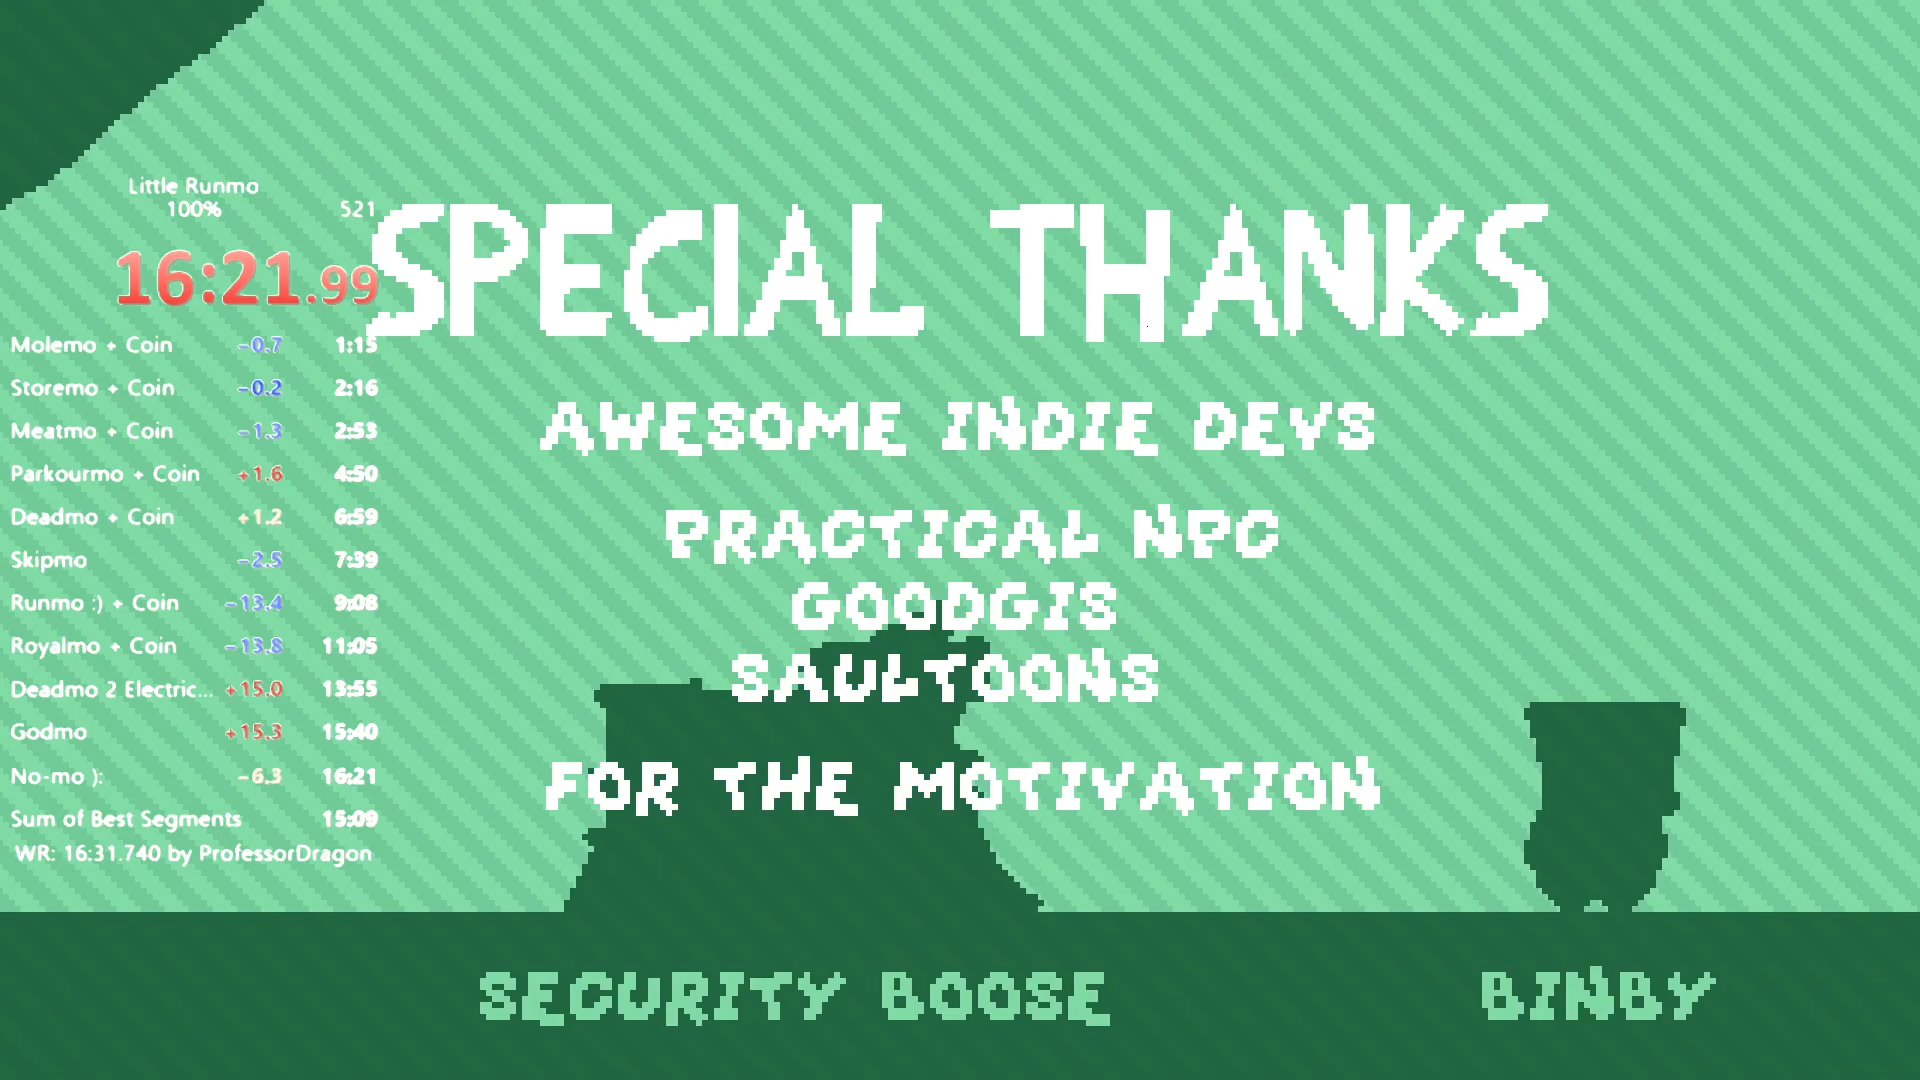 Little Runmo
100% 521
16:21.99
Molemo + Coin -0.7 1:15
Storemo + Coin -0.2 2:16
Meatmo + Coin -1.3 2:53
Parkourmo + Coin +1.6 4:50
Deadmo + Coin +1.2 6:59
Skipmo -2.5 7:39
Runmo :) + Coin -13.4 9:08
Royalmo + Coin -13.8 11:05
Deadmo 2 Electric... +15.0 13:55
Godmo +15.3 15:40
No-mo ): -6.3 16:21
Sum of Best Segments 15:09
WR: 16:31.740 by ProfessorDragon
SPECIAL THANKS
AWESOME INDIE DEVS
PRACTICAL NPC
GOODGIS
SAULTOONS
FOR THE MOTIVATION
SECURITY BOOSE
BINBY